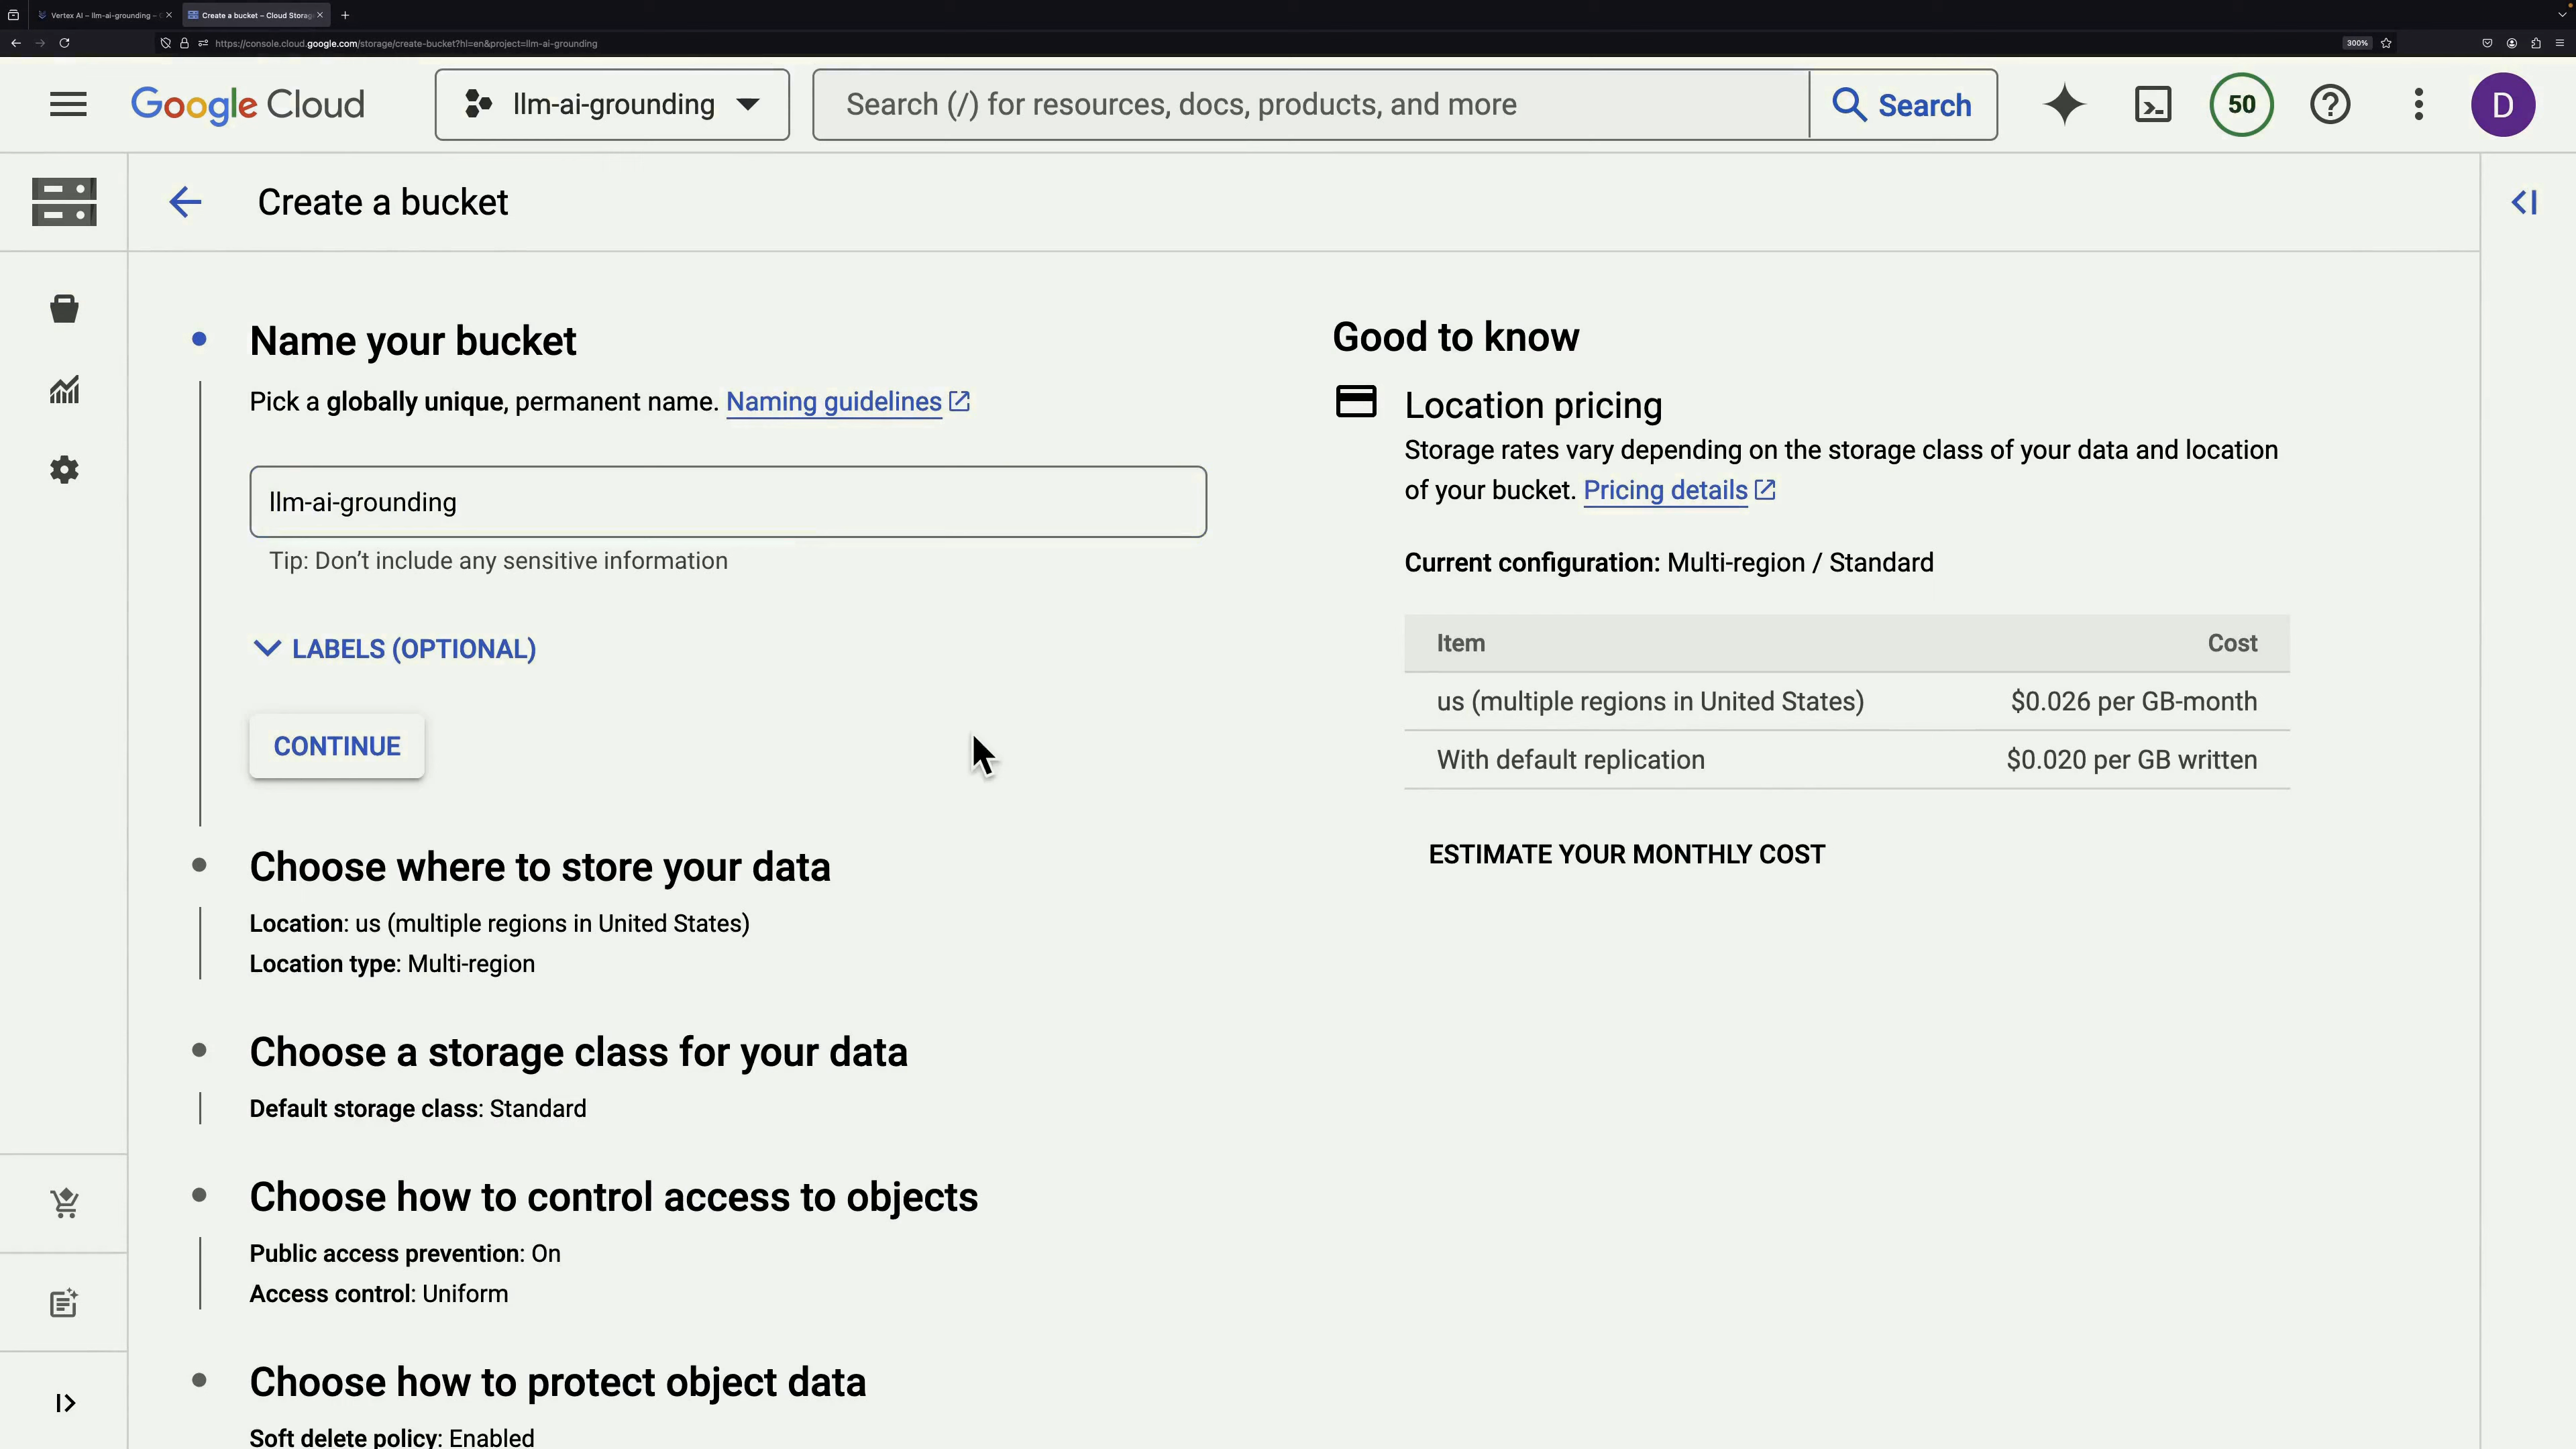 Vertex AI – llm-ai-grounding –
Create a bucket – Cloud Storag
https://console.cloud.google.com/storage/create-bucket?hl=en&project=llm-ai-grounding
300%
Google Cloud
llm-ai-grounding
Search (/) for resources, docs, products, and more
Search
50
D
Create a bucket
Name your bucket
Pick a globally unique, permanent name. Naming guidelines
llm-ai-grounding
Tip: Don't include any sensitive information
LABELS (OPTIONAL)
CONTINUE
Choose where to store your data
Location: us (multiple regions in United States)
Location type: Multi-region
Choose a storage class for your data
Default storage class: Standard
Choose how to control access to objects
Public access prevention: On
Access control: Uniform
Choose how to protect object data
Soft delete policy: Enabled
Good to know
Location pricing
Storage rates vary depending on the storage class of your data and location
of your bucket. Pricing details
Current configuration: Multi-region / Standard
Item Cost
us (multiple regions in United States) $0.026 per GB-month
With default replication $0.020 per GB written
ESTIMATE YOUR MONTHLY COST